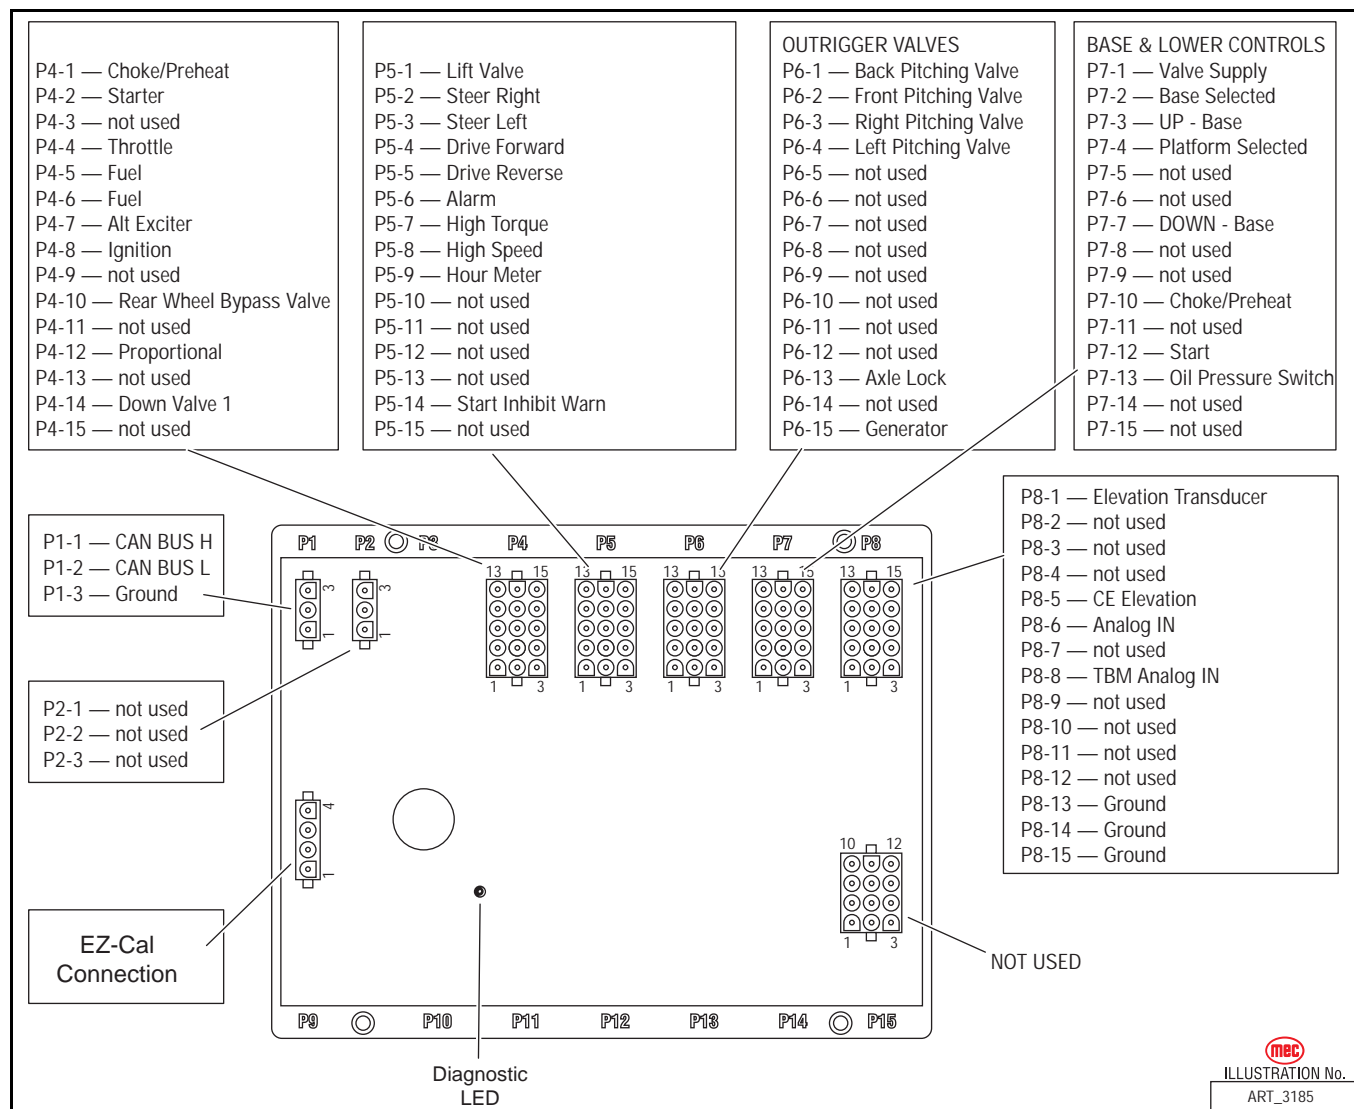 P4-1 — Choke/Preheat
P4-2 — Starter
P4-3 — not used
P4-4 — Throttle
P4-5 — Fuel
P4-6 — Fuel
P4-7 — Alt Exciter
P4-8 — Ignition
P4-9 — not used
P4-10 — Rear Wheel Bypass Valve
P4-11 — not used
P4-12 — Proportional
P4-13 — not used
P4-14 — Down Valve 1
P4-15 — not used
P5-1 — Lift Valve
P5-2 — Steer Right
P5-3 — Steer Left
P5-4 — Drive Forward
P5-5 — Drive Reverse
P5-6 — Alarm
P5-7 — High Torque
P5-8 — High Speed
P5-9 — Hour Meter
P5-10 — not used
P5-11 — not used
P5-12 — not used
P5-13 — not used
P5-14 — Start Inhibit Warn
P5-15 — not used
OUTRIGGER VALVES
P6-1 — Back Pitching Valve
P6-2 — Front Pitching Valve
P6-3 — Right Pitching Valve
P6-4 — Left Pitching Valve
P6-5 — not used
P6-6 — not used
P6-7 — not used
P6-8 — not used
P6-9 — not used
P6-10 — not used
P6-11 — not used
P6-12 — not used
P6-13 — Axle Lock
P6-14 — not used
P6-15 — Generator
BASE & LOWER CONTROLS
P7-1 — Valve Supply
P7-2 — Base Selected
P7-3 — UP - Base
P7-4 — Platform Selected
P7-5 — not used
P7-6 — not used
P7-7 — DOWN - Base
P7-8 — not used
P7-9 — not used
P7-10 — Choke/Preheat
P7-11 — not used
P7-12 — Start
P7-13 — Oil Pressure Switch
P7-14 — not used
P7-15 — not used
P1-1 — CAN BUS H
P1-2 — CAN BUS L
P1-3 — Ground
P2-1 — not used
P2-2 — not used
P2-3 — not used
EZ-Cal
Connection
P8-1 — Elevation Transducer
P8-2 — not used
P8-3 — not used
P8-4 — not used
P8-5 — CE Elevation
P8-6 — Analog IN
P8-7 — not used
P8-8 — TBM Analog IN
P8-9 — not used
P8-10 — not used
P8-11 — not used
P8-12 — not used
P8-13 — Ground
P8-14 — Ground
P8-15 — Ground
P1 P2 P3 P4 P5 P6 P7 P8
3 3 13 15 13 15 13 15 13 15 13 15
1 1 1 3 1 3 1 3 1 3 1 3
4
1
10 12
1 3
NOT USED
P9 P10 P11 P12 P13 P14 P15
Diagnostic
LED
mec
ILLUSTRATION No.
ART_3185